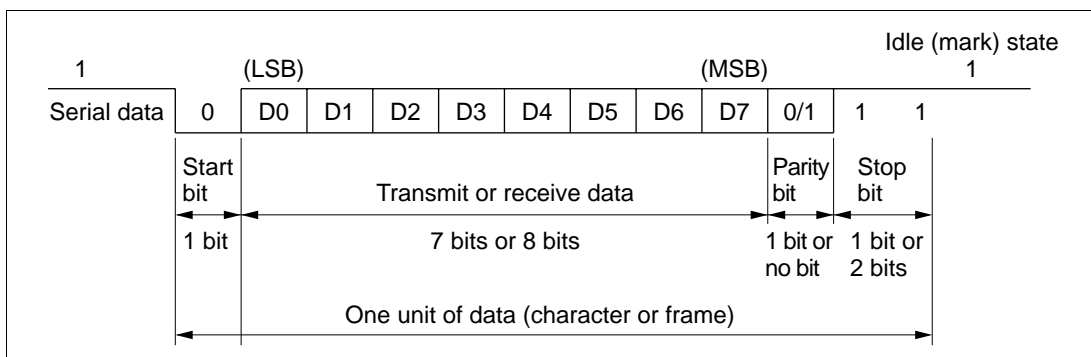 Idle (mark) state
1 (LSB) (MSB) 1
Serial data 0 D0 D1 D2 D3 D4 D5 D6 D7 0/1 1 1
Start Parity Stop
bit Transmit or receive data bit bit
1 bit 7 bits or 8 bits 1 bit or 1 bit or
no bit 2 bits
One unit of data (character or frame)